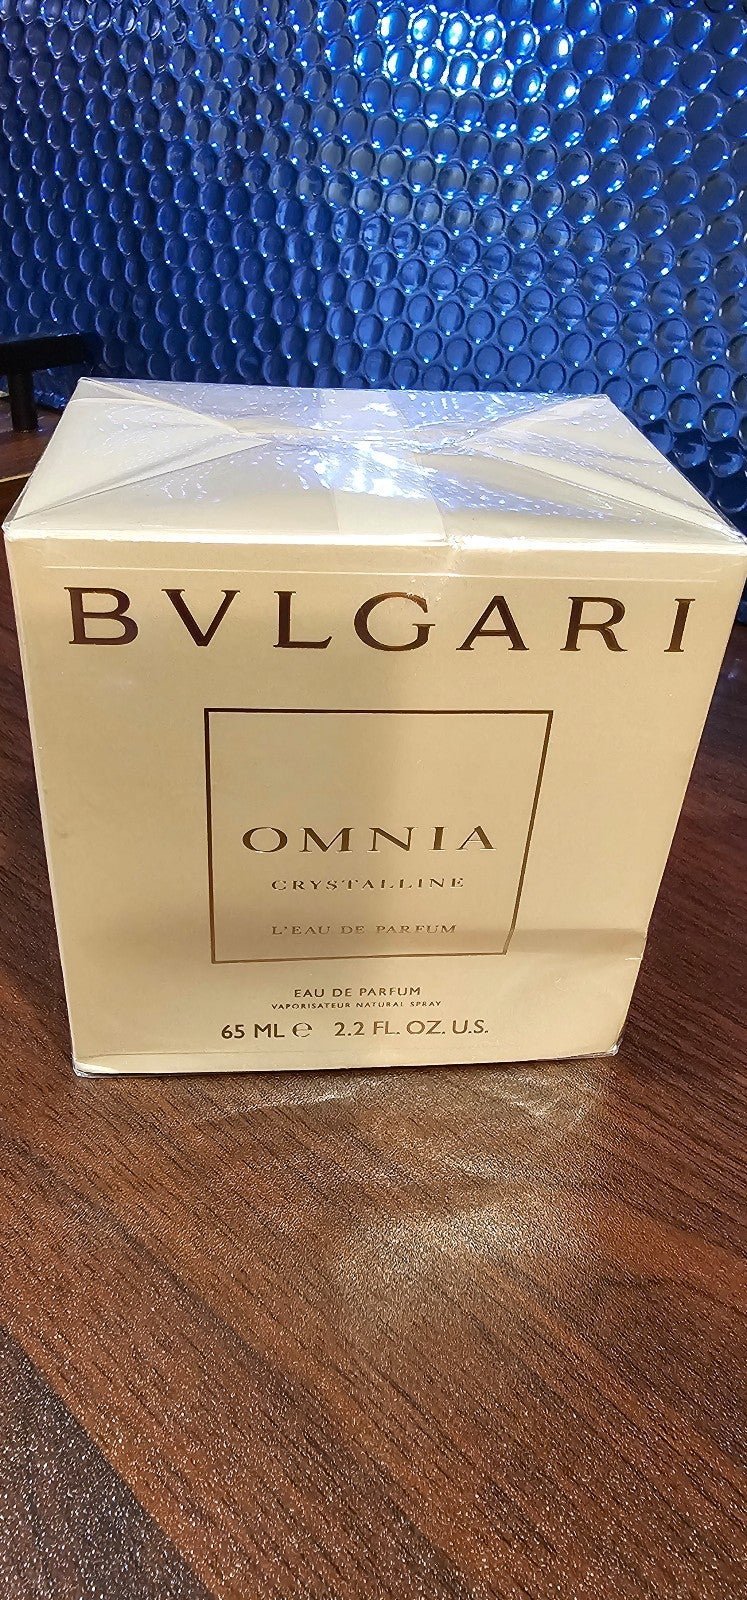 BVLGARI
OMNIA
CRYSTALLINE
L'EAU DE PARFUM
EAU DE PARFUM
VAPORISATEUR NATURAL SPRAY
65 ML ℮ 2.2 FL. OZ. U.S.